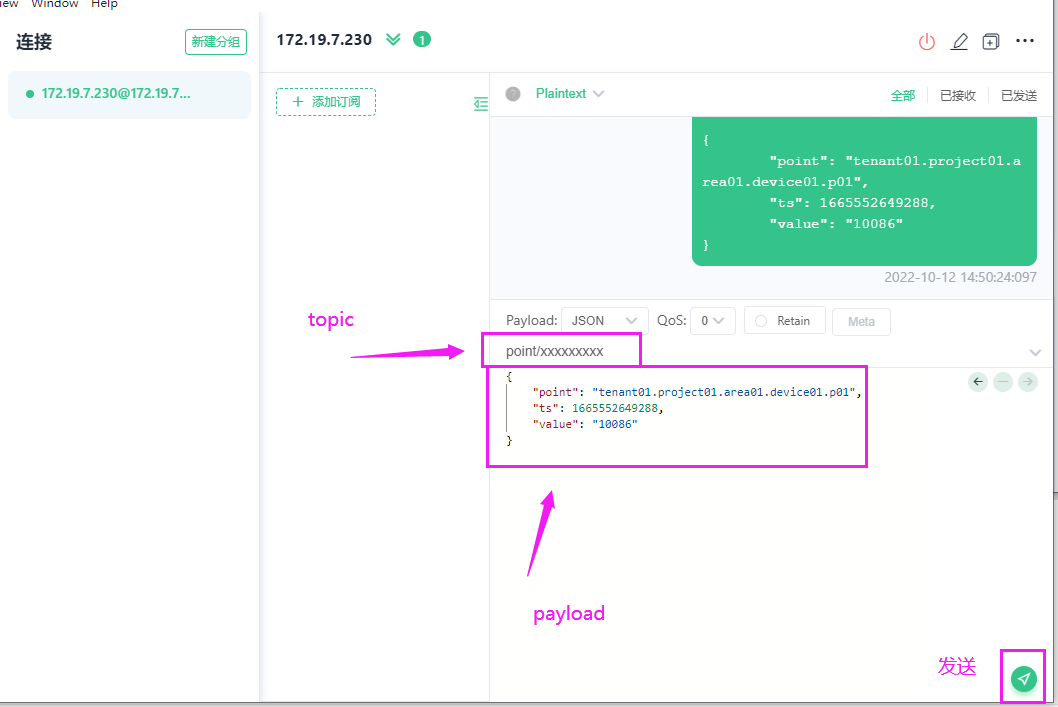 iew Window Help
连接
新建分组
172.19.7.230
1
172.19.7.230@172.19.7...
+ 添加订阅
Plaintext
全部
已接收
已发送
{
"point": "tenant01.project01.a
rea01.device01.p01",
"ts": 1665552649288,
"value": "10086"
}
2022-10-12 14:50:24:097
Payload: JSON QoS: 0 Retain Meta
topic
point/xxxxxxxxx
{
"point": "tenant01.project01.area01.device01.p01",
"ts": 1665552649288,
"value": "10086"
}
payload
发送